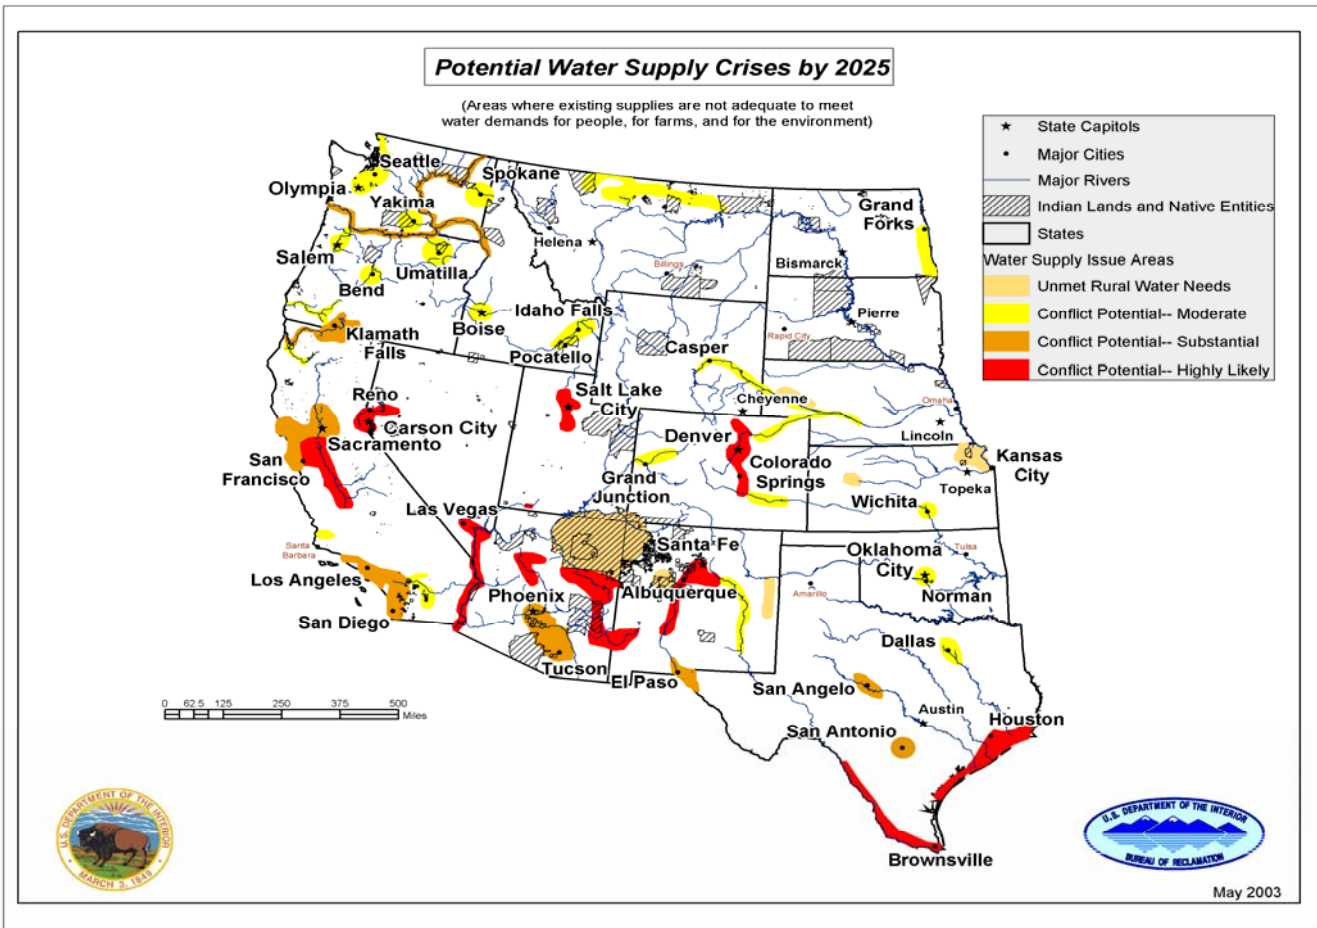 Potential Water Supply Crises by 2025
(Areas where existing supplies are not adequate to meet
water demands for people, for farms, and for the environment)
State Capitols
Major Cities
Major Rivers
Indian Lands and Native Entities
States
Water Supply Issue Areas
Unmet Rural Water Needs
Conflict Potential-- Moderate
Conflict Potential-- Substantial
Conflict Potential-- Highly Likely
Seattle
Olympia
Spokane
Yakima
Grand
Forks
Helena
Salem
Umatilla
Billings
Bismarck
Bend
Boise
Idaho Falls
Pierre
Rapid City
Klamath
Falls
Pocatello
Casper
Reno
Salt Lake
City
Cheyenne
Omaha
Carson City
Sacramento
Denver
Lincoln
San
Francisco
Colorado
Springs
Kansas
City
Grand
Junction
Topeka
Las Vegas
Wichita
Santa
Barbara
Santa Fe
Oklahoma
City
Tulsa
Los Angeles
Phoenix
Albuquerque
Amarillo
Norman
San Diego
Dallas
Tucson
El Paso
San Angelo
Austin
Houston
San Antonio
Brownsville
0 62.5 125 250 375 500
Miles
U.S. DEPARTMENT OF THE INTERIOR
MARCH 3, 1849
U.S. DEPARTMENT OF THE INTERIOR
BUREAU OF RECLAMATION
May 2003